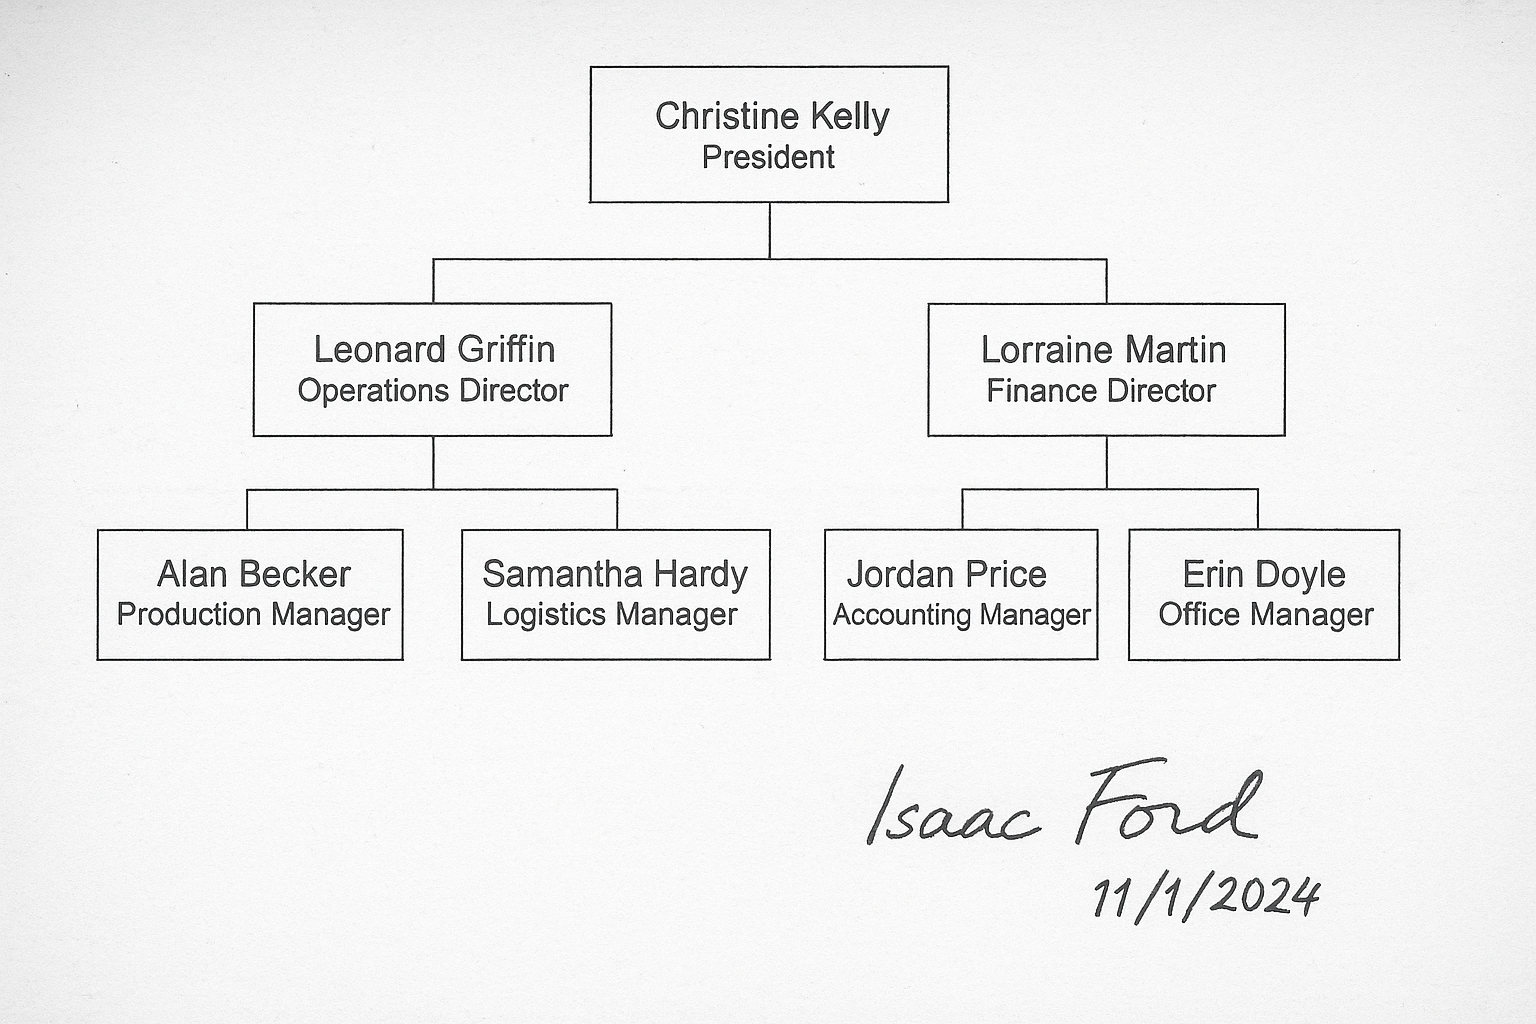 Christine Kelly
President
Leonard Griffin
Operations Director
Lorraine Martin
Finance Director
Alan Becker
Production Manager
Samantha Hardy
Logistics Manager
Jordan Price
Accounting Manager
Erin Doyle
Office Manager
Isaac Ford
11/1/2024